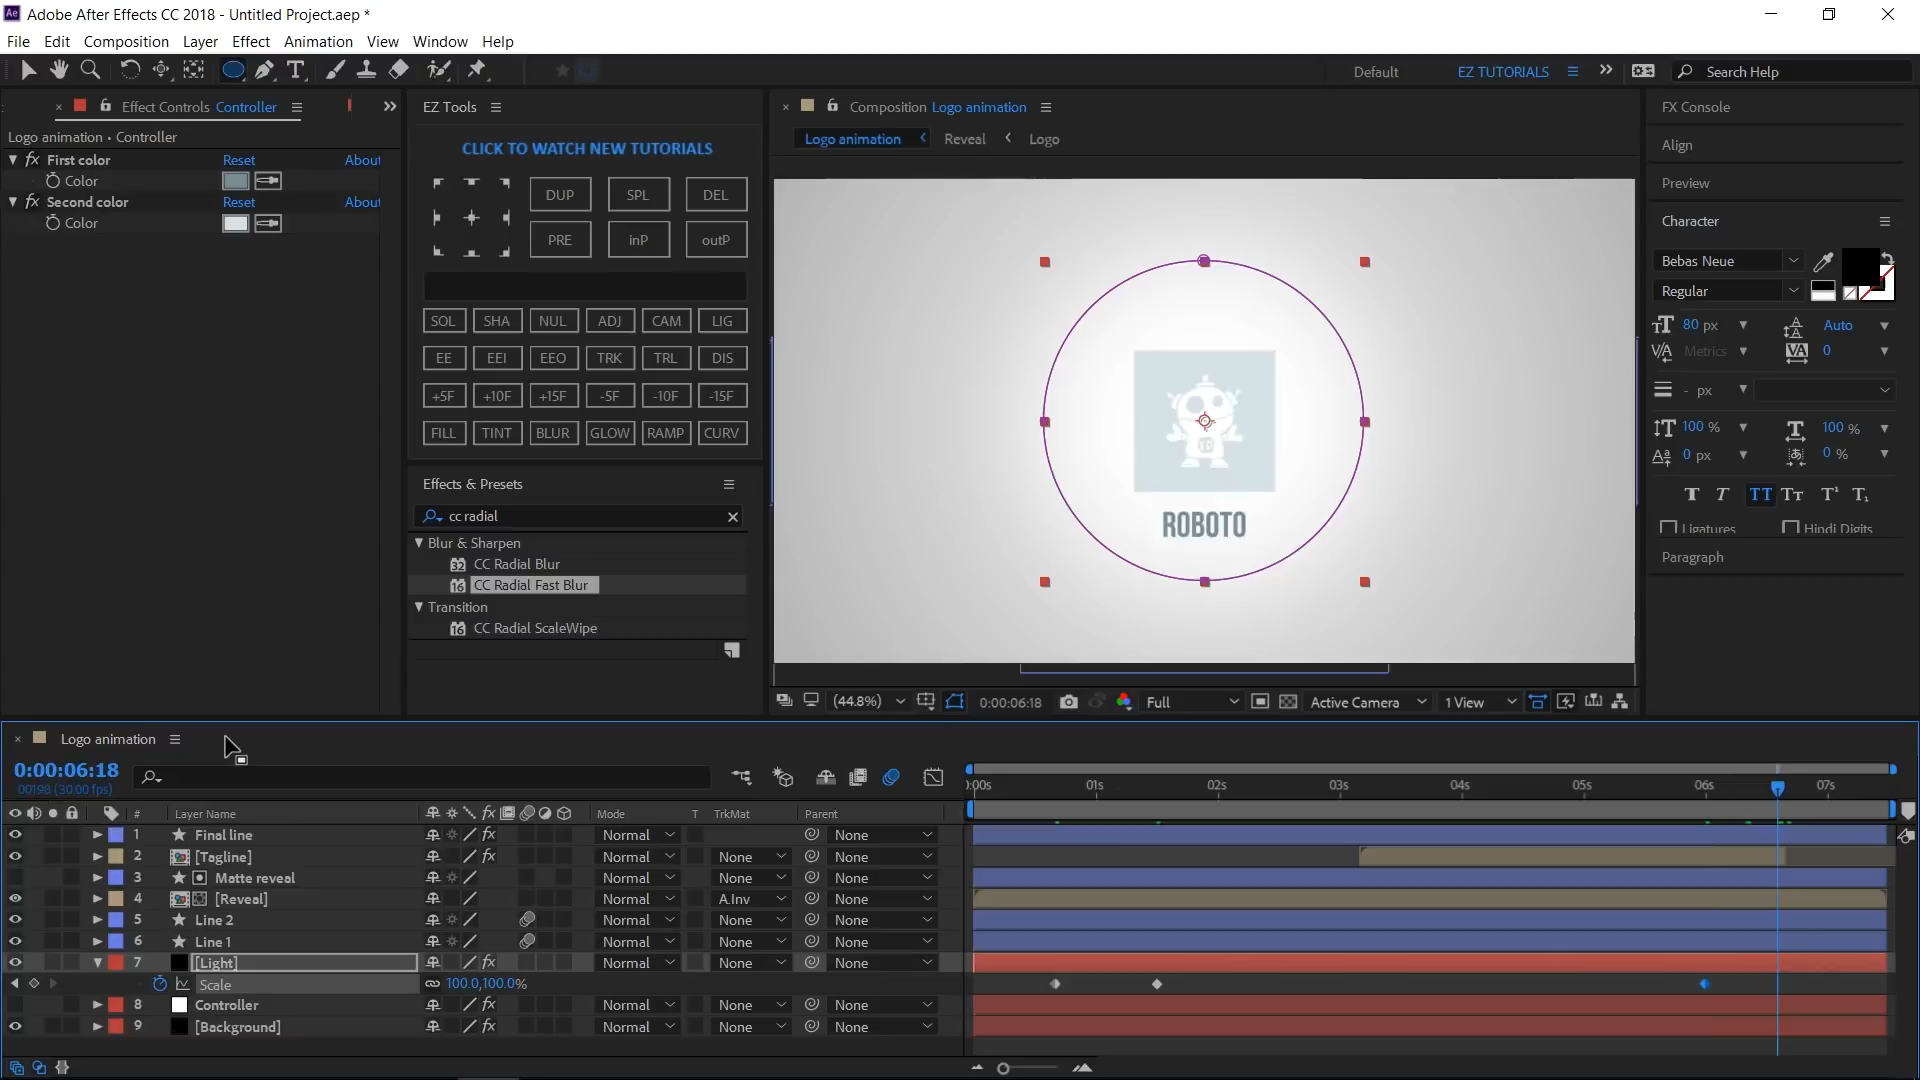 Adobe After Effects CC 2018 - Untitled Project.aep *
File Edit Composition Layer Effect Animation View Window Help
Default EZ TUTORIALS Search Help
Effect Controls Controller
Logo animation • Controller
First color Reset About
Color
Second color Reset About
Color
EZ Tools
CLICK TO WATCH NEW TUTORIALS
DUP SPL DEL
PRE inP outP
SOL SHA NUL ADJ CAM LIG
EE EEI EEO TRK TRL DIS
+5F +10F +15F -5F -10F -15F
FILL TINT BLUR GLOW RAMP CURV
Effects & Presets
cc radial
Blur & Sharpen
32 CC Radial Blur
16 CC Radial Fast Blur
Transition
16 CC Radial ScaleWipe
Composition Logo animation
Logo animation Reveal Logo
ROBOTO
(44.8%) 0:00:06:18 Full Active Camera 1 View
FX Console
Align
Preview
Character
Bebas Neue
Regular
80 px Auto
Metrics 0
- px
100 % 100 %
0 px 0 %
Ligatures Hindi Digits
Paragraph
Logo animation
0:00:06:18
00198 (30.00 fps)
:00s 01s 02s 03s 04s 05s 06s 07s
# Layer Name Mode T TrkMat Parent
1 Final line Normal None
2 [Tagline] Normal None None
3 Matte reveal Normal None None
4 [Reveal] Normal A.Inv None
5 Line 2 Normal None None
6 Line 1 Normal None None
7 [Light] Normal None None
Scale 100.0,100.0%
8 Controller Normal None None
9 [Background] Normal None None